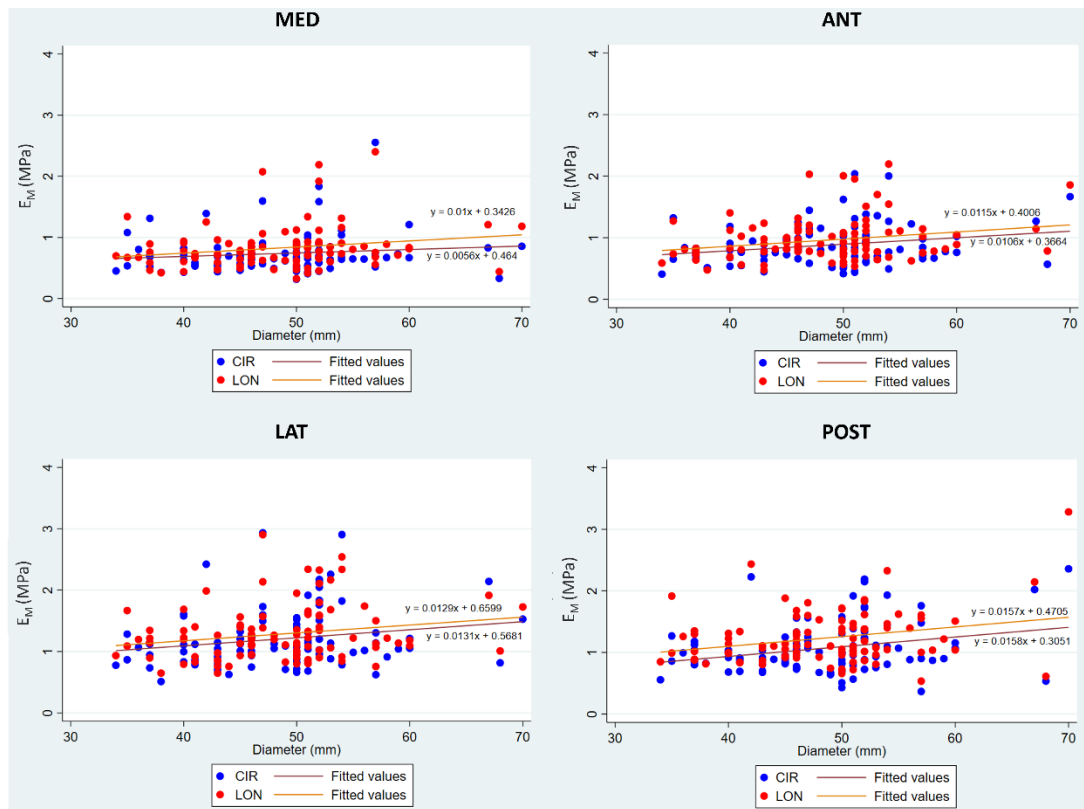 MED
4
3
2
1
0
E_M (MPa)
y = 0.01x + 0.3426
y = 0.0056x + 0.464
30 40 50 60 70
Diameter (mm)
CIR Fitted values
LON Fitted values
ANT
4
3
2
1
0
E_M (MPa)
y = 0.0115x + 0.4006
y = 0.0106x + 0.3664
30 40 50 60 70
Diameter (mm)
CIR Fitted values
LON Fitted values
LAT
4
3
2
1
0
E_M (MPa)
y = 0.0129x + 0.6599
y = 0.0131x + 0.5681
30 40 50 60 70
Diameter (mm)
CIR Fitted values
LON Fitted values
POST
4
3
2
1
0
E_M (MPa)
y = 0.0157x + 0.4705
y = 0.0158x + 0.3051
30 40 50 60 70
Diameter (mm)
CIR Fitted values
LON Fitted values